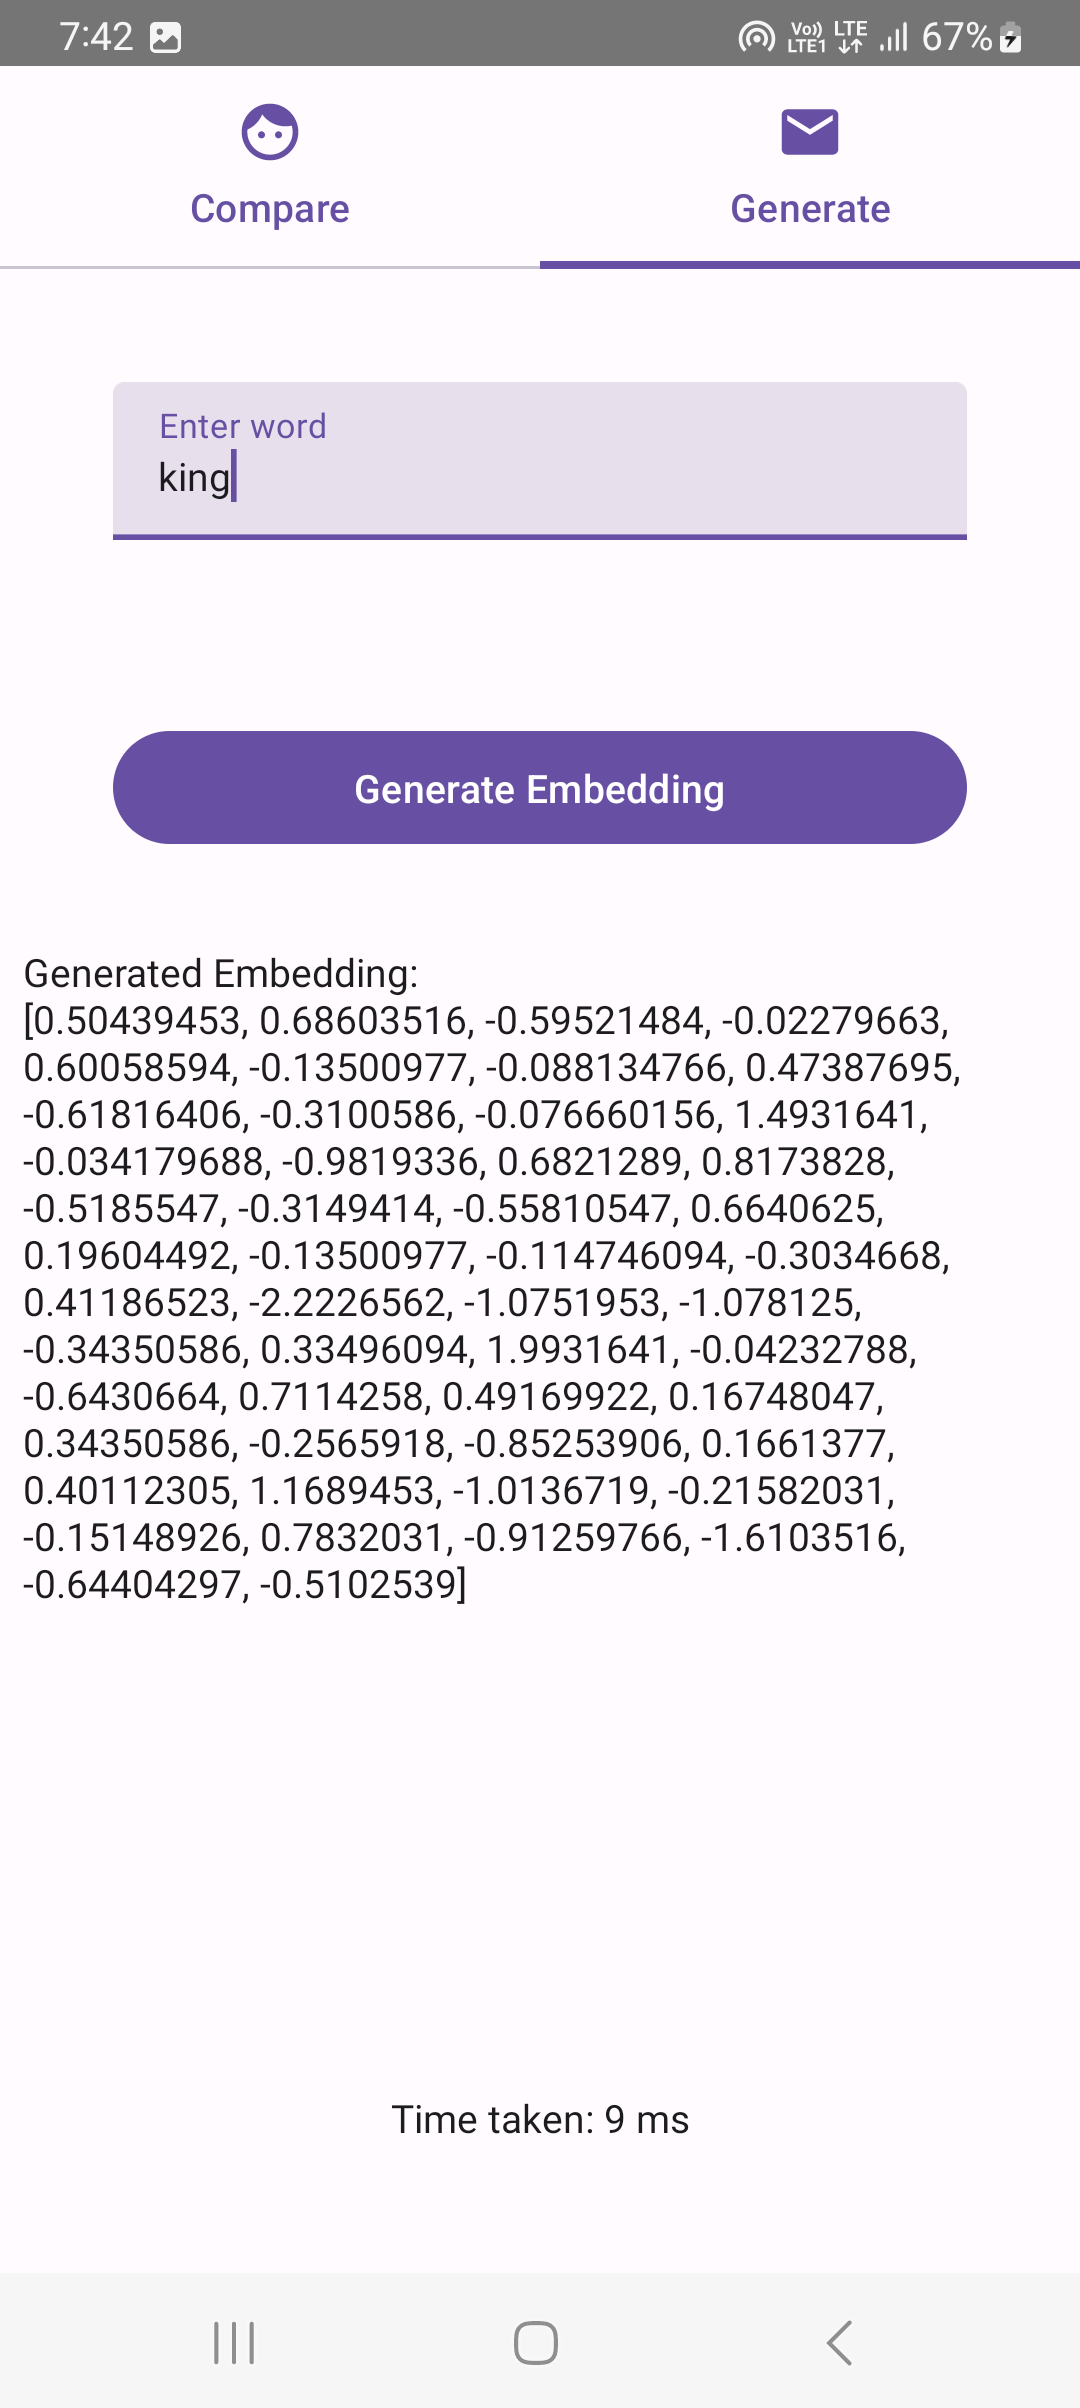 7:42 Vo)) LTE1 LTE 67%
Compare Generate
Enter word
king
Generate Embedding
Generated Embedding:
[0.50439453, 0.68603516, -0.59521484, -0.02279663,
0.60058594, -0.13500977, -0.088134766, 0.47387695,
-0.61816406, -0.3100586, -0.076660156, 1.4931641,
-0.034179688, -0.9819336, 0.6821289, 0.8173828,
-0.5185547, -0.3149414, -0.55810547, 0.6640625,
0.19604492, -0.13500977, -0.114746094, -0.3034668,
0.41186523, -2.2226562, -1.0751953, -1.078125,
-0.34350586, 0.33496094, 1.9931641, -0.04232788,
-0.6430664, 0.7114258, 0.49169922, 0.16748047,
0.34350586, -0.2565918, -0.85253906, 0.1661377,
0.40112305, 1.1689453, -1.0136719, -0.21582031,
-0.15148926, 0.7832031, -0.91259766, -1.6103516,
-0.64404297, -0.5102539]
Time taken: 9 ms